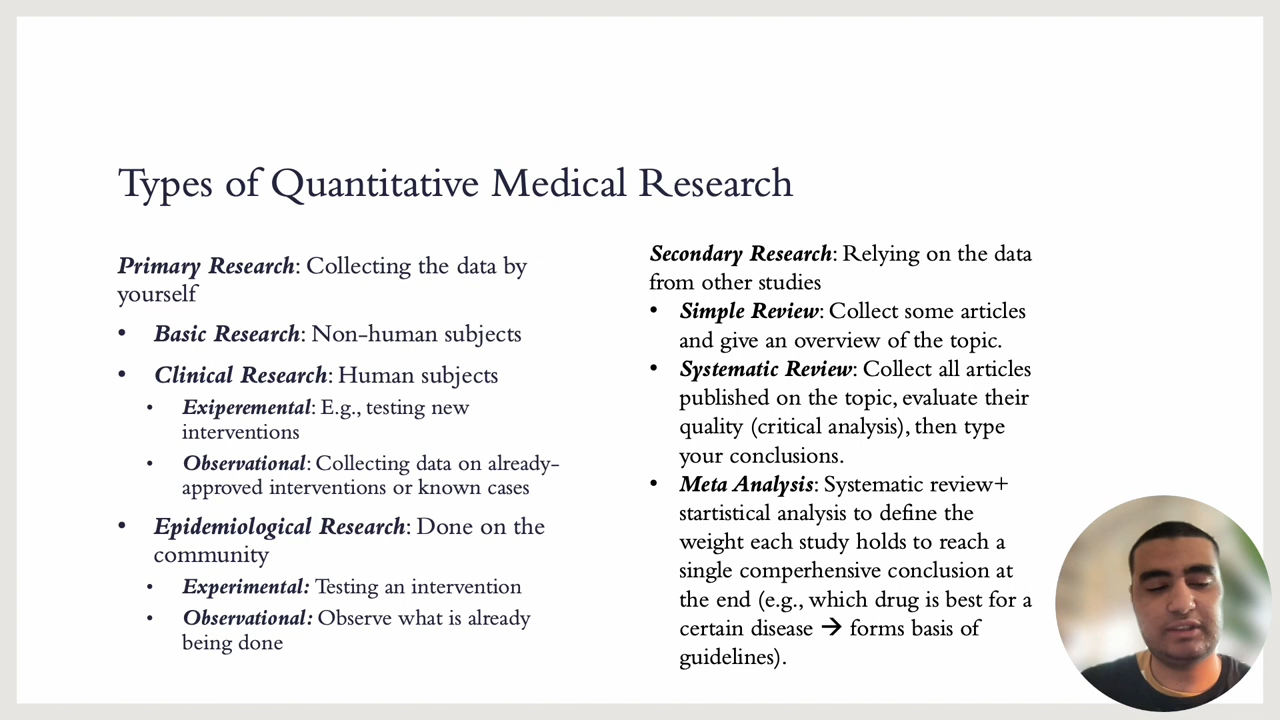 Types of Quantitative Medical Research
Primary Research: Collecting the data by
yourself
• Basic Research: Non-human subjects
• Clinical Research: Human subjects
• Exiperemental: E.g., testing new
interventions
• Observational: Collecting data on already-
approved interventions or known cases
• Epidemiological Research: Done on the
community
• Experimental: Testing an intervention
• Observational: Observe what is already
being done
Secondary Research: Relying on the data
from other studies
• Simple Review: Collect some articles
and give an overview of the topic.
• Systematic Review: Collect all articles
published on the topic, evaluate their
quality (critical analysis), then type
your conclusions.
• Meta Analysis: Systematic review+
startistical analysis to define the
weight each study holds to reach a
single comperhensive conclusion at
the end (e.g., which drug is best for a
certain disease → forms basis of
guidelines).